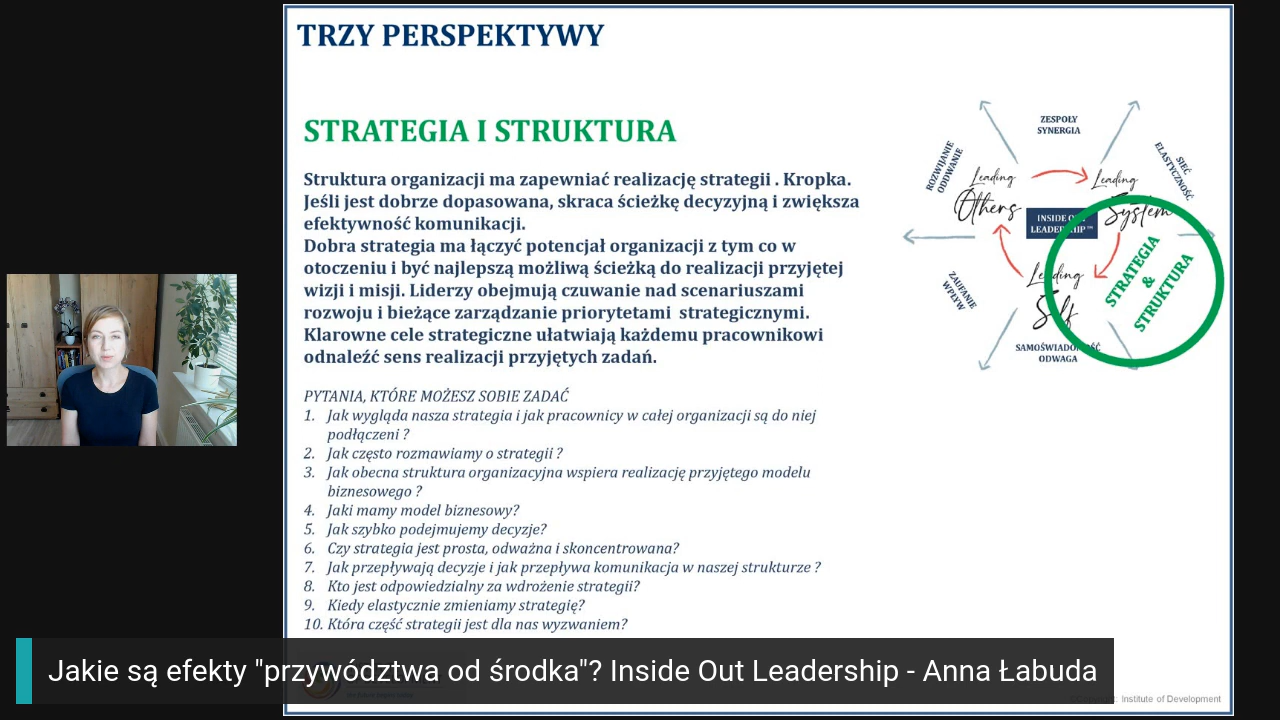 TRZY PERSPEKTYWY
STRATEGIA I STRUKTURA
Struktura organizacji ma zapewniać realizację strategii . Kropka.
Jeśli jest dobrze dopasowana, skraca ścieżkę decyzyjną i zwiększa
efektywność komunikacji.
Dobra strategia ma łączyć potencjał organizacji z tym co w
otoczeniu i być najlepszą możliwą ścieżką do realizacji przyjętej
wizji i misji. Liderzy obejmują czuwanie nad scenariuszami
rozwoju i bieżące zarządzanie priorytetami strategicznymi.
Klarowne cele strategiczne ułatwiają każdemu pracownikowi
odnaleźć sens realizacji przyjętych zadań.
PYTANIA, KTÓRE MOŻESZ SOBIE ZADAĆ
1. Jak wygląda nasza strategia i jak pracownicy w całej organizacji są do niej
podłączeni ?
2. Jak często rozmawiamy o strategii ?
3. Jak obecna struktura organizacyjna wspiera realizację przyjętego modelu
biznesowego ?
4. Jaki mamy model biznesowy?
5. Jak szybko podejmujemy decyzje?
6. Czy strategia jest prosta, odważna i skoncentrowana?
7. Jak przepływają decyzje i jak przepływa komunikacja w naszej strukturze ?
8. Kto jest odpowiedzialny za wdrożenie strategii?
9. Kiedy elastycznie zmieniamy strategię?
10. Która część strategii jest dla nas wyzwaniem?
ZESPOŁY
SYNERGIA
ROZWIJANIE
ODDAWANIE
SIEĆ
ELASTYCZNOŚĆ
Leading
Others
Leading
System
INSIDE OUT
LEADERSHIP™
Leading
Self
STRATEGIA
&
STRUKTURA
ZAUFANIE
WPŁYW
SAMOŚWIADOMOŚĆ
ODWAGA
Jakie są efekty "przywództwa od środka"? Inside Out Leadership - Anna Łabuda
Institute of Development